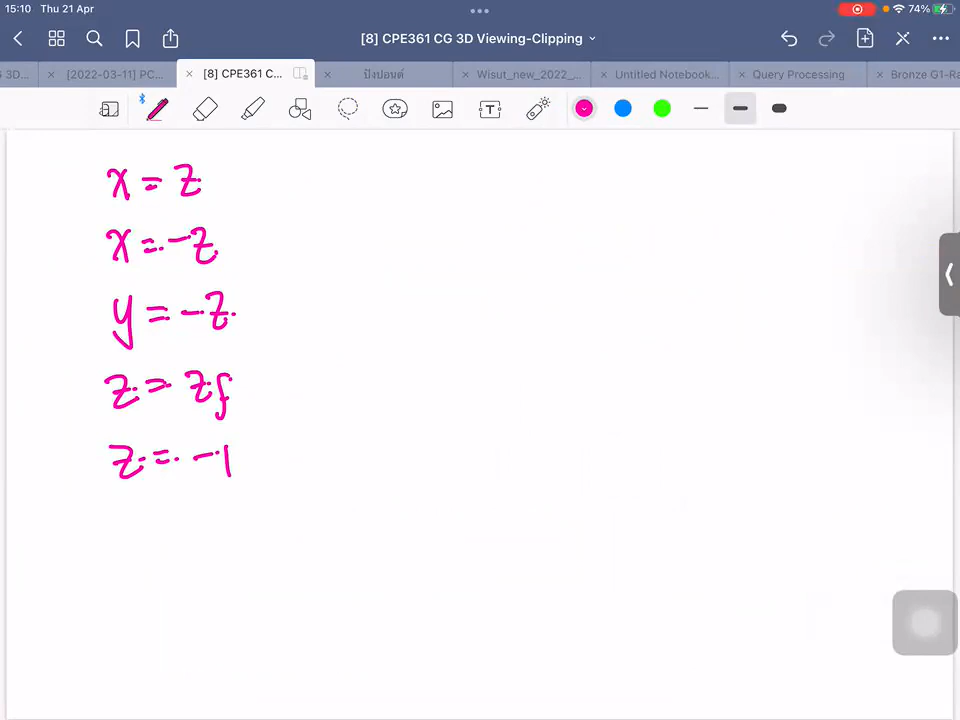 15:10 Thu 21 Apr
74%
[8] CPE361 CG 3D Viewing-Clipping
G 3D...
[2022-03-11] PC...
[8] CPE361 C...
ปังปอนด์
Wisut_new_2022_...
Untitled Notebook...
Query Processing
Bronze G1-Ra
x = z
x = -z
y = -z
z = zf
z = -1